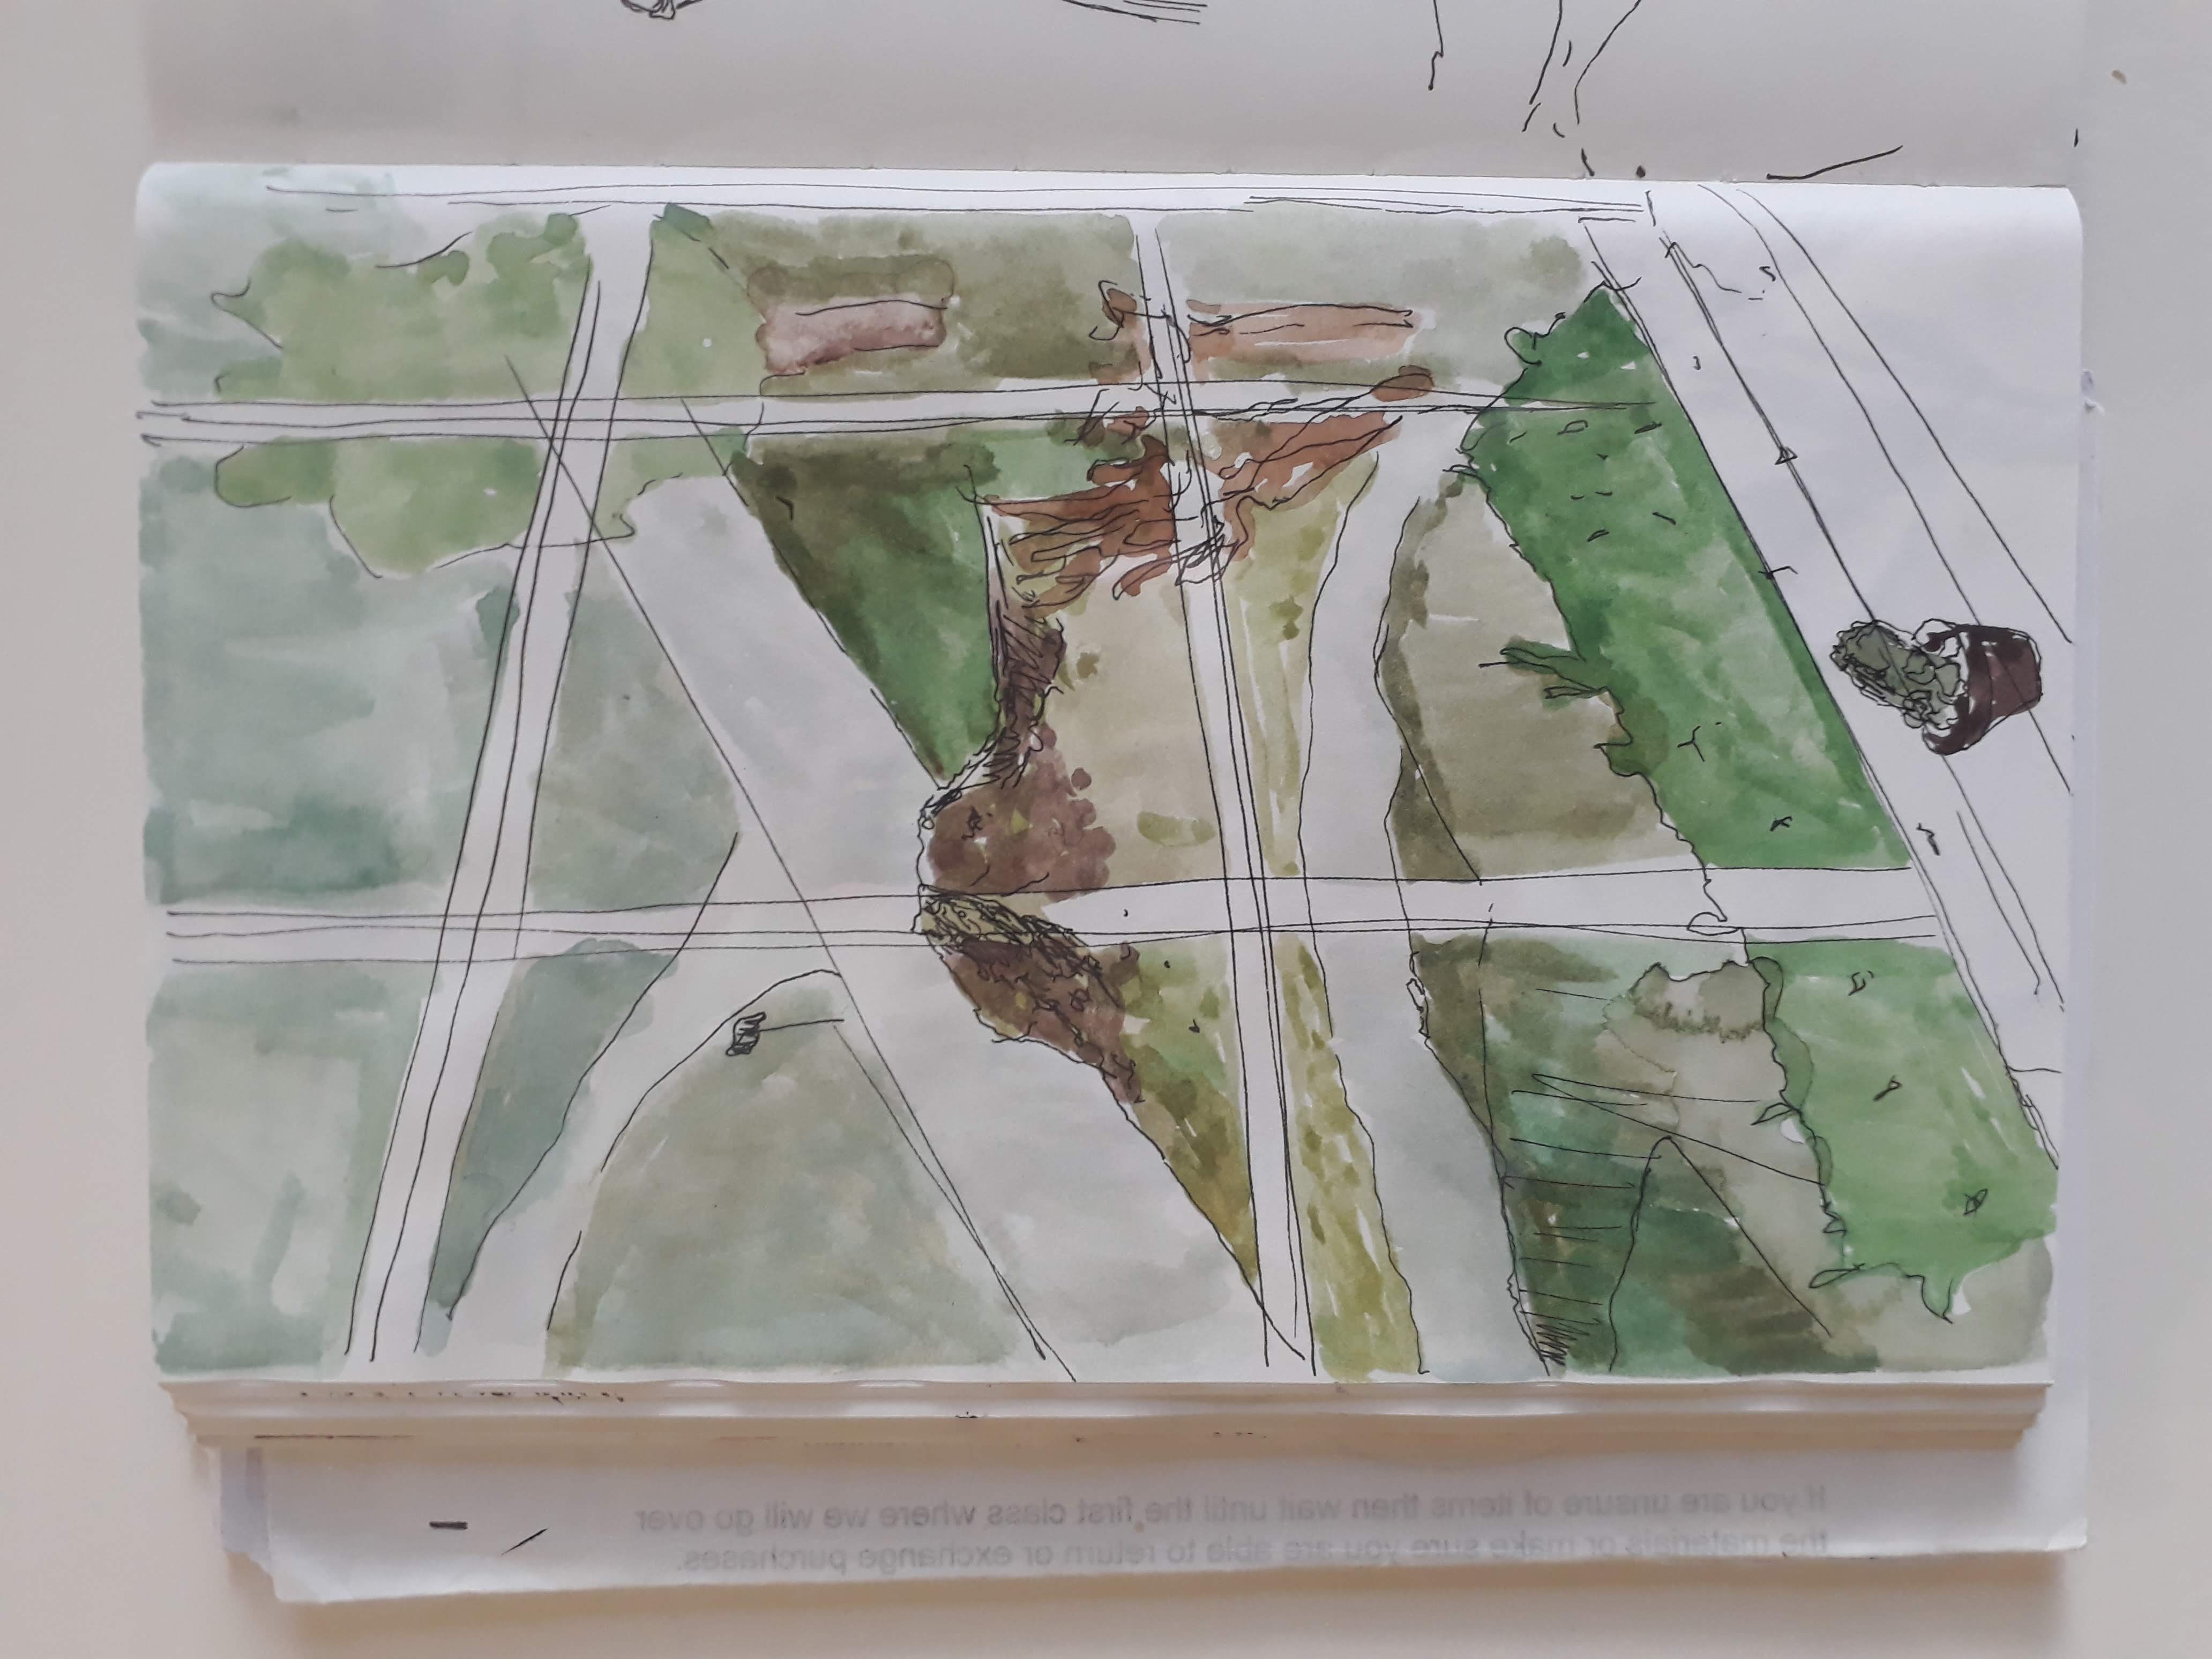 If you are unsure of items then wait until the first class where we will go over
the materials or make sure you are able to return or exchange purchases.